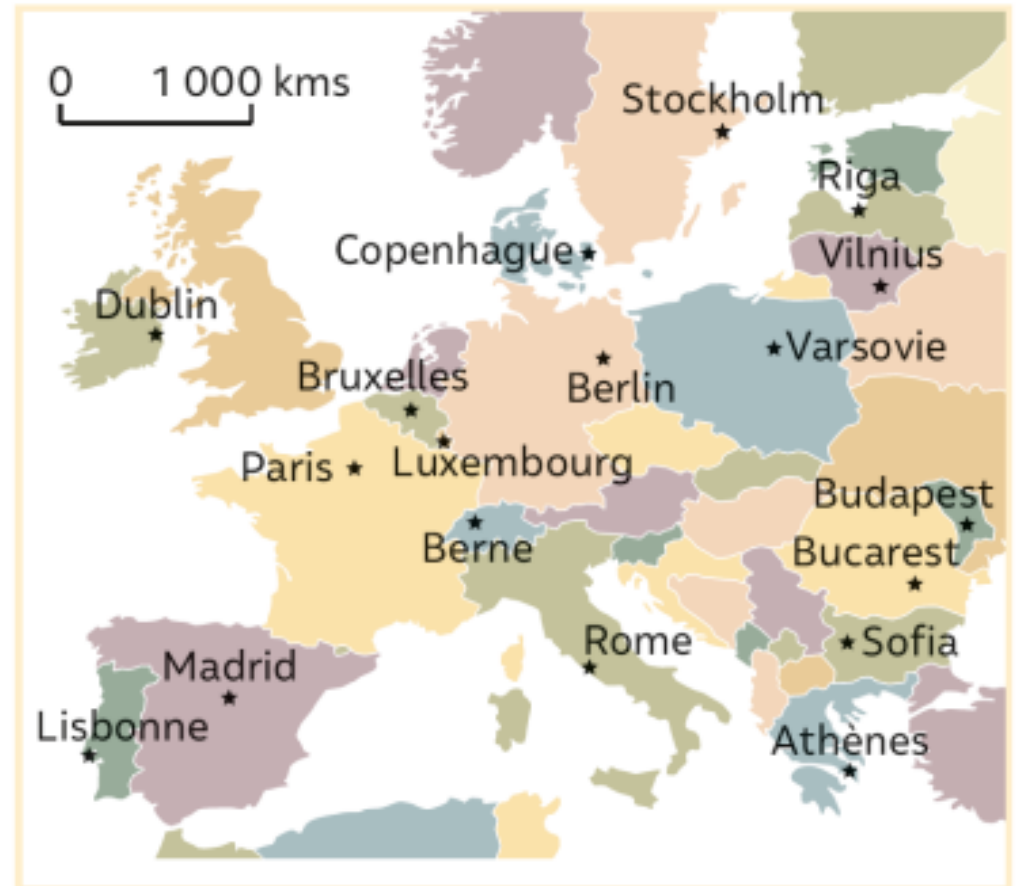 0 1 000 kms
Stockholm
Riga
Copenhague
Vilnius
Dublin
Varsovie
Bruxelles
Berlin
Paris
Luxembourg
Budapest
Berne
Bucarest
Rome
Sofia
Madrid
Lisbonne
Athènes